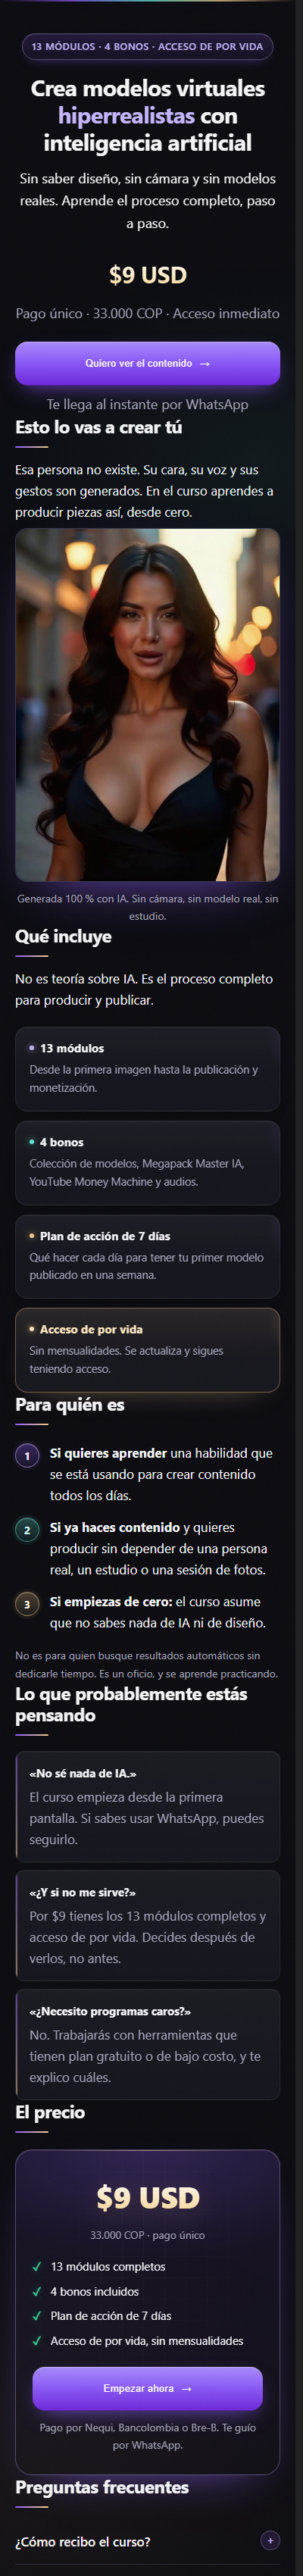 13 MÓDULOS · 4 BONOS · ACCESO DE POR VIDA
Crea modelos virtuales
hiperrealistas con
inteligencia artificial
Sin saber diseño, sin cámara y sin modelos
reales. Aprende el proceso completo, paso
a paso.
$9 USD
Pago único · 33.000 COP · Acceso inmediato
Quiero ver el contenido →
Te llega al instante por WhatsApp
Esto lo vas a crear tú
Esa persona no existe. Su cara, su voz y sus
gestos son generados. En el curso aprendes a
producir piezas así, desde cero.
Generada 100 % con IA. Sin cámara, sin modelo real, sin
estudio.
Qué incluye
No es teoría sobre IA. Es el proceso completo
para producir y publicar.
13 módulos
Desde la primera imagen hasta la publicación y
monetización.
4 bonos
Colección de modelos, Megapack Master IA,
YouTube Money Machine y audios.
Plan de acción de 7 días
Qué hacer cada día para tener tu primer modelo
publicado en una semana.
Acceso de por vida
Sin mensualidades. Se actualiza y sigues
teniendo acceso.
Para quién es
1 Si quieres aprender una habilidad que
se está usando para crear contenido
todos los días.
2 Si ya haces contenido y quieres
producir sin depender de una persona
real, un estudio o una sesión de fotos.
3 Si empiezas de cero: el curso asume
que no sabes nada de IA ni de diseño.
No es para quien busque resultados automáticos sin
dedicarle tiempo. Es un oficio, y se aprende practicando.
Lo que probablemente estás
pensando
«No sé nada de IA.»
El curso empieza desde la primera
pantalla. Si sabes usar WhatsApp, puedes
seguirlo.
«¿Y si no me sirve?»
Por $9 tienes los 13 módulos completos y
acceso de por vida. Decides después de
verlos, no antes.
«¿Necesito programas caros?»
No. Trabajarás con herramientas que
tienen plan gratuito o de bajo costo, y te
explico cuáles.
El precio
$9 USD
33.000 COP · pago único
✓ 13 módulos completos
✓ 4 bonos incluidos
✓ Plan de acción de 7 días
✓ Acceso de por vida, sin mensualidades
Empezar ahora →
Pago por Nequi, Bancolombia o Bre-B. Te guío
por WhatsApp.
Preguntas frecuentes
¿Cómo recibo el curso? +